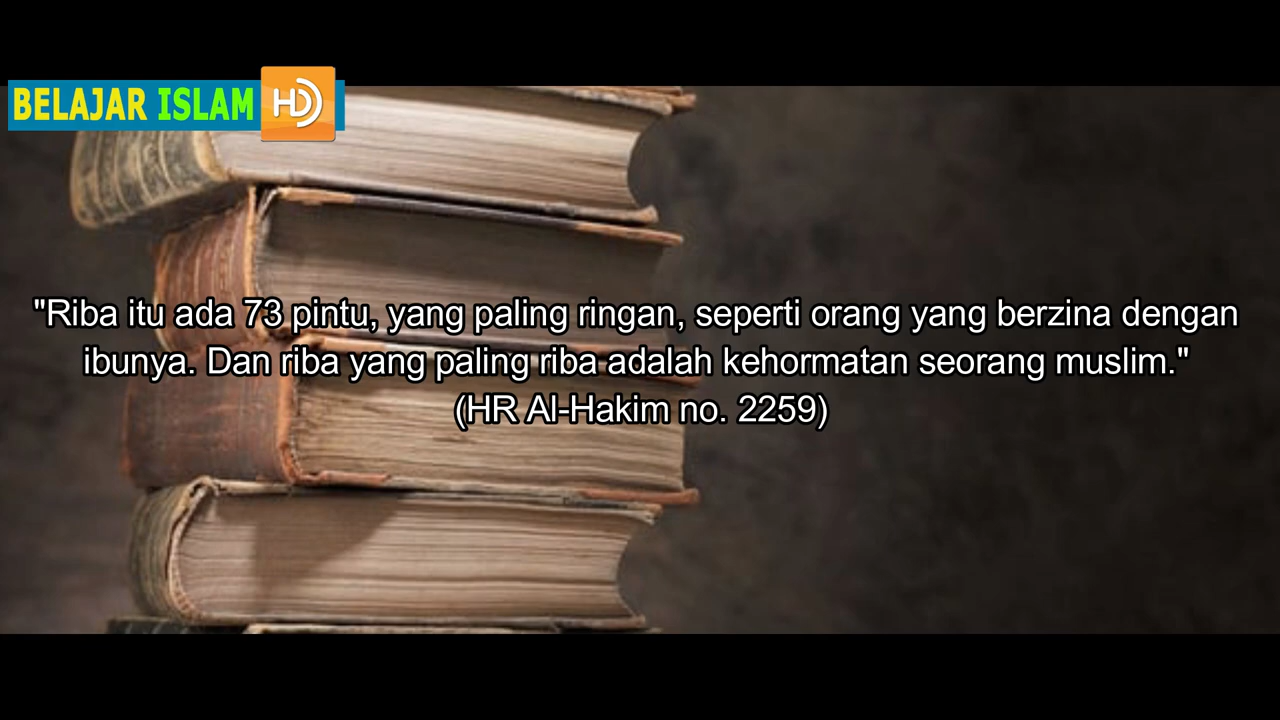 BELAJAR ISLAM HD
"Riba itu ada 73 pintu, yang paling ringan, seperti orang yang berzina dengan
ibunya. Dan riba yang paling riba adalah kehormatan seorang muslim."
(HR Al-Hakim no. 2259)